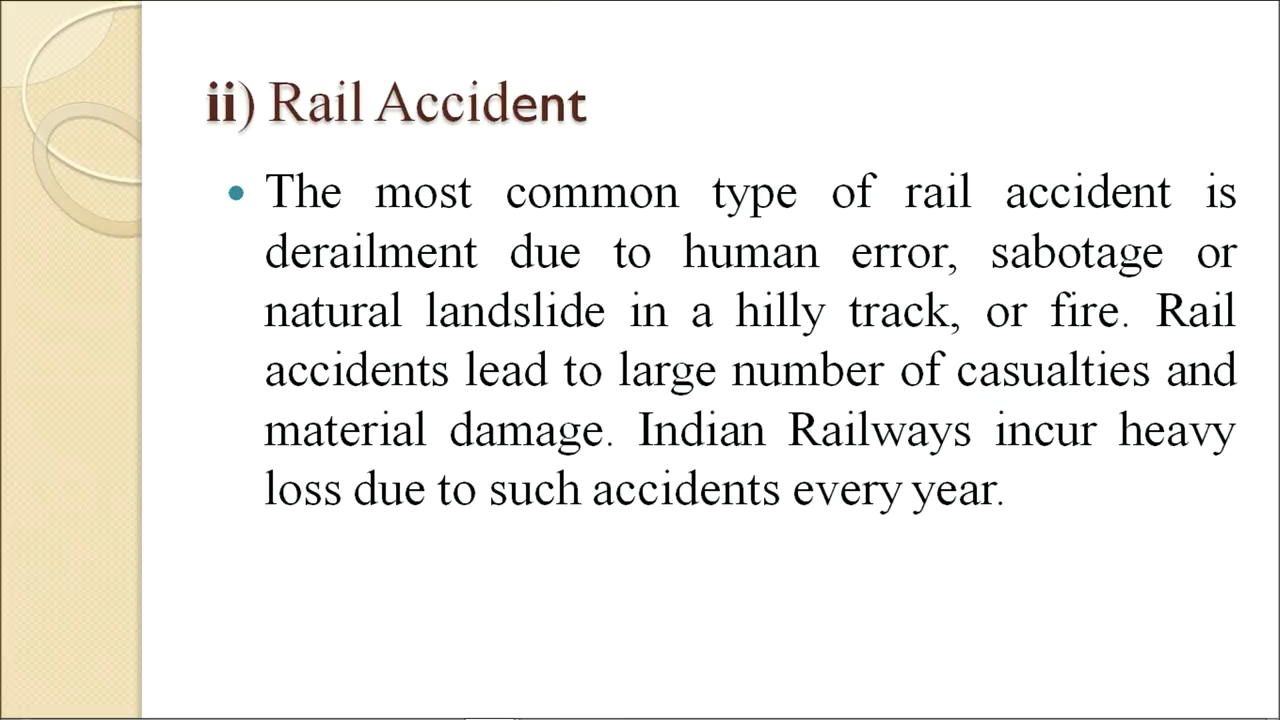 ii) Rail Accident
• The most common type of rail accident is
derailment due to human error, sabotage or
natural landslide in a hilly track, or fire. Rail
accidents lead to large number of casualties and
material damage. Indian Railways incur heavy
loss due to such accidents every year.